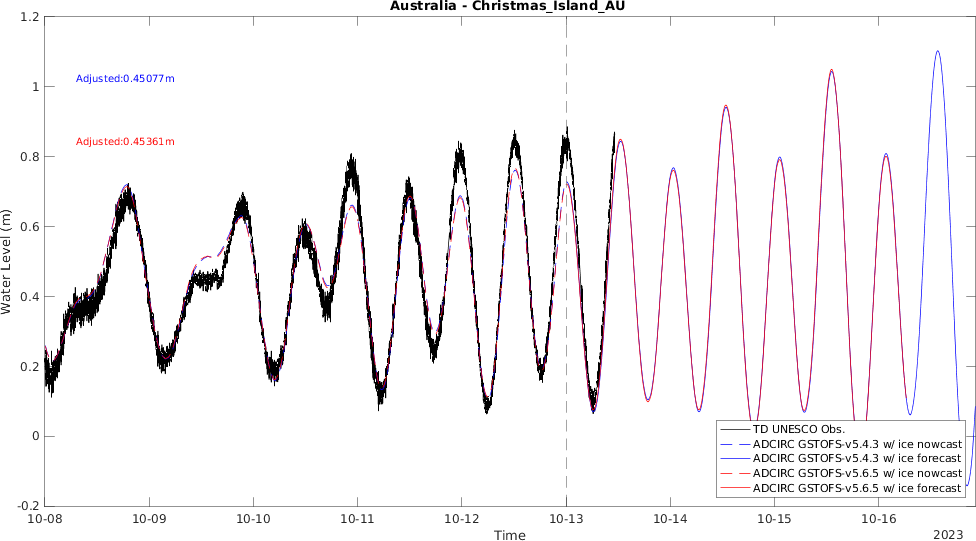 Australia - Christmas_Island_AU
1.2
1
0.8
0.6
0.4
0.2
0
-0.2
Water Level (m)
Adjusted:0.45077m
Adjusted:0.45361m
TD UNESCO Obs.
ADCIRC GSTOFS-v5.4.3 w/ ice nowcast
ADCIRC GSTOFS-v5.4.3 w/ ice forecast
ADCIRC GSTOFS-v5.6.5 w/ ice nowcast
ADCIRC GSTOFS-v5.6.5 w/ ice forecast
10-08 10-09 10-10 10-11 10-12 10-13 10-14 10-15 10-16
Time
2023